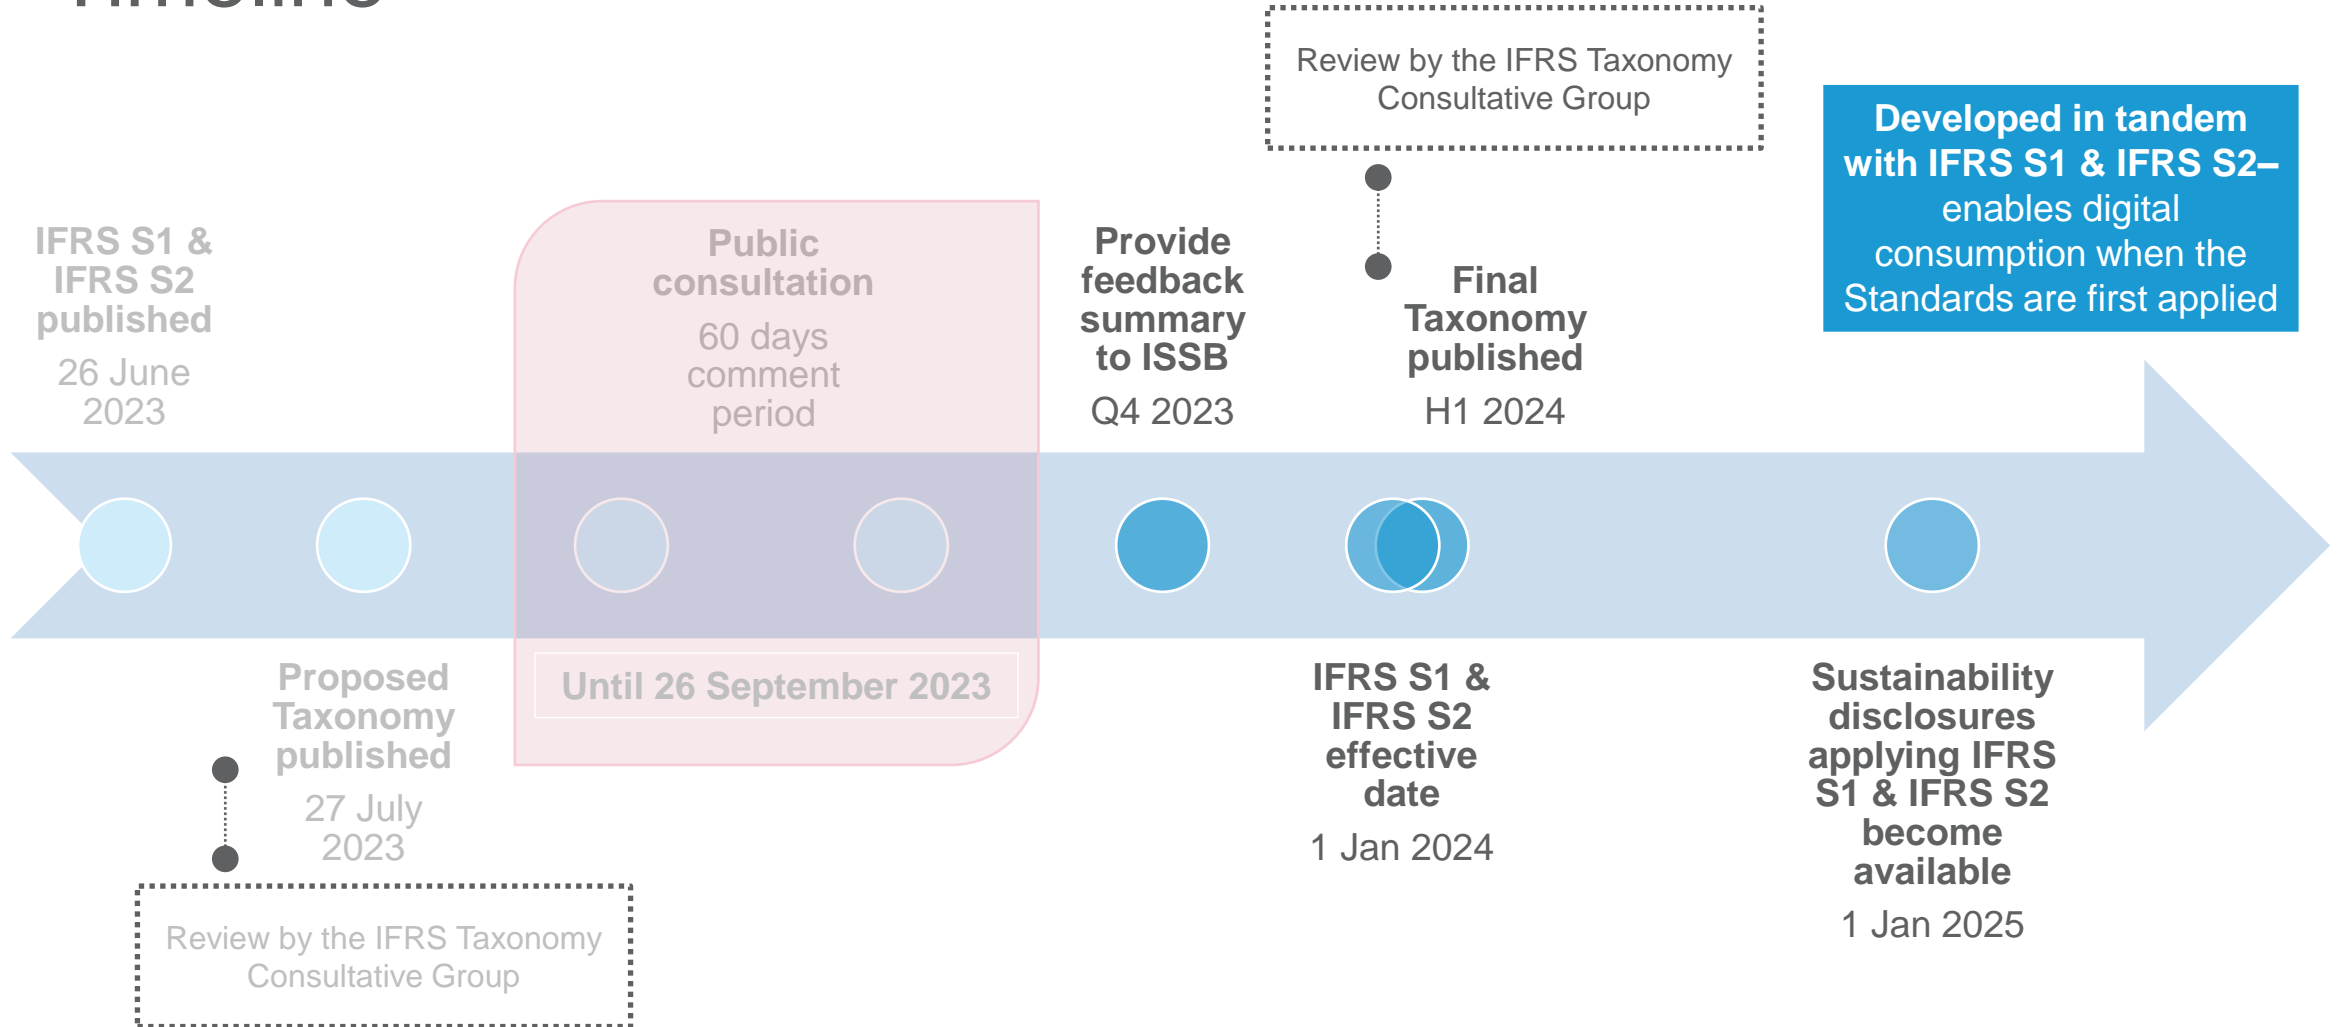 Timeline
Review by the IFRS Taxonomy
Consultative Group
Developed in tandem
with IFRS S1 & IFRS S2–
enables digital
consumption when the
Standards are first applied
IFRS S1 &
IFRS S2
published
26 June
2023
Public
consultation
60 days
comment
period
Provide
feedback
summary
to ISSB
Q4 2023
Final
Taxonomy
published
H1 2024
Proposed
Taxonomy
published
27 July
2023
Until 26 September 2023
IFRS S1 &
IFRS S2
effective
date
1 Jan 2024
Sustainability
disclosures
applying IFRS
S1 & IFRS S2
become
available
1 Jan 2025
Review by the IFRS Taxonomy
Consultative Group